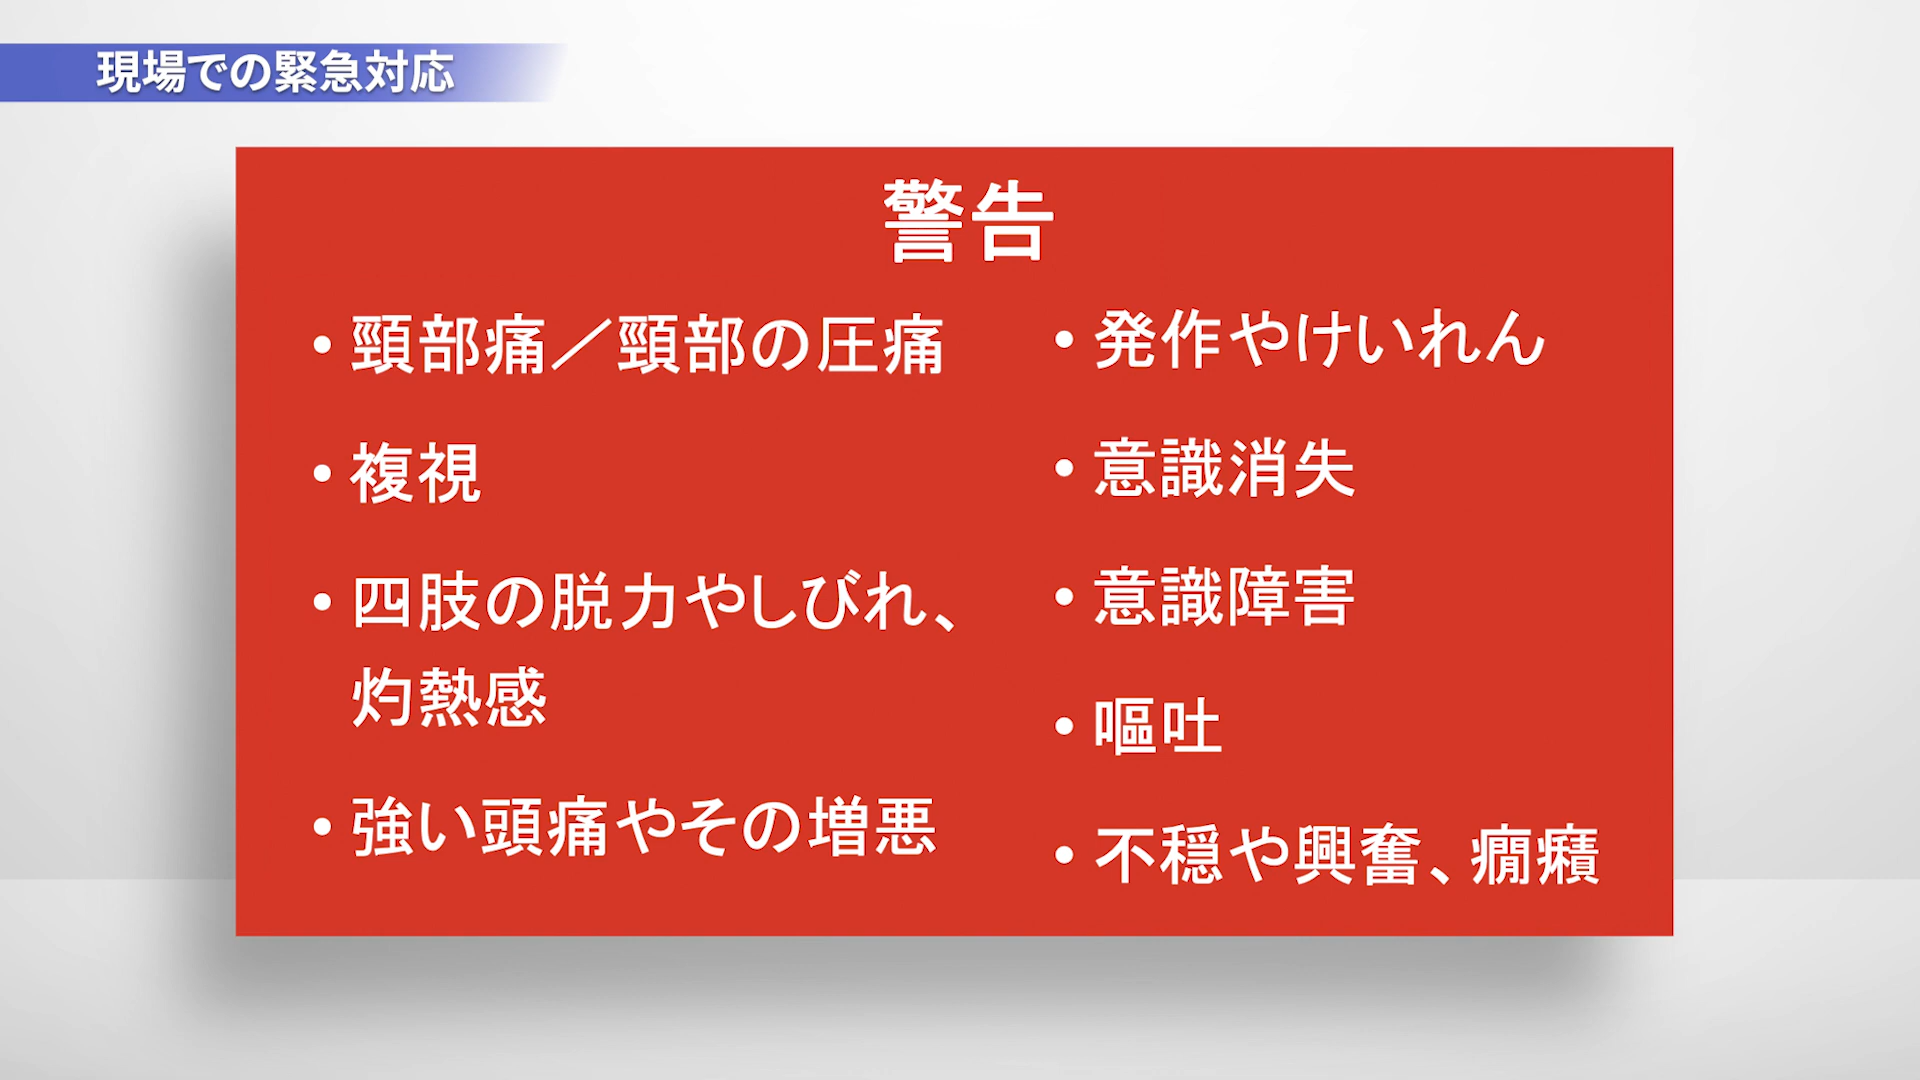 現場での緊急対応
警告
• 頸部痛／頸部の圧痛
• 複視
• 四肢の脱力やしびれ、
灼熱感
• 強い頭痛やその増悪
• 発作やけいれん
• 意識消失
• 意識障害
• 嘔吐
• 不穏や興奮、癇癪